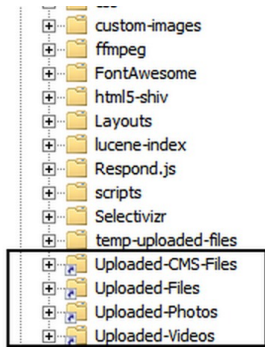 custom-images
ffmpeg
FontAwesome
html5-shiv
Layouts
lucene-index
Respond.js
scripts
Selectivizr
temp-uploaded-files
Uploaded-CMS-Files
Uploaded-Files
Uploaded-Photos
Uploaded-Videos